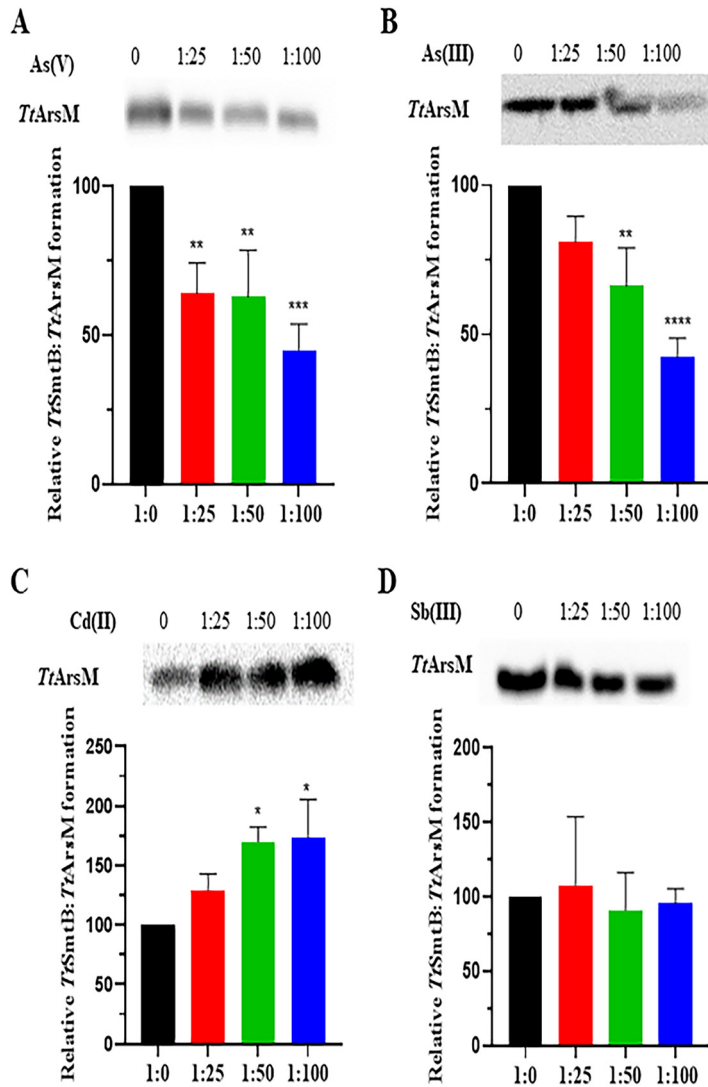 A
As(V) 0 1:25 1:50 1:100
TtArsM
Relative TtSmtB: TtArsM formation
100
50
0
**
**
***
1:0 1:25 1:50 1:100
B
As(III) 0 1:25 1:50 1:100
TtArsM
Relative TtSmtB: TtArsM formation
100
50
0
**
****
1:0 1:25 1:50 1:100
C
Cd(II) 0 1:25 1:50 1:100
TtArsM
Relative TtSmtB: TtArsM formation
250
200
150
100
50
0
*
*
1:0 1:25 1:50 1:100
D
Sb(III) 0 1:25 1:50 1:100
TtArsM
Relative TtSmtB: TtArsM formation
200
150
100
50
0
1:0 1:25 1:50 1:100